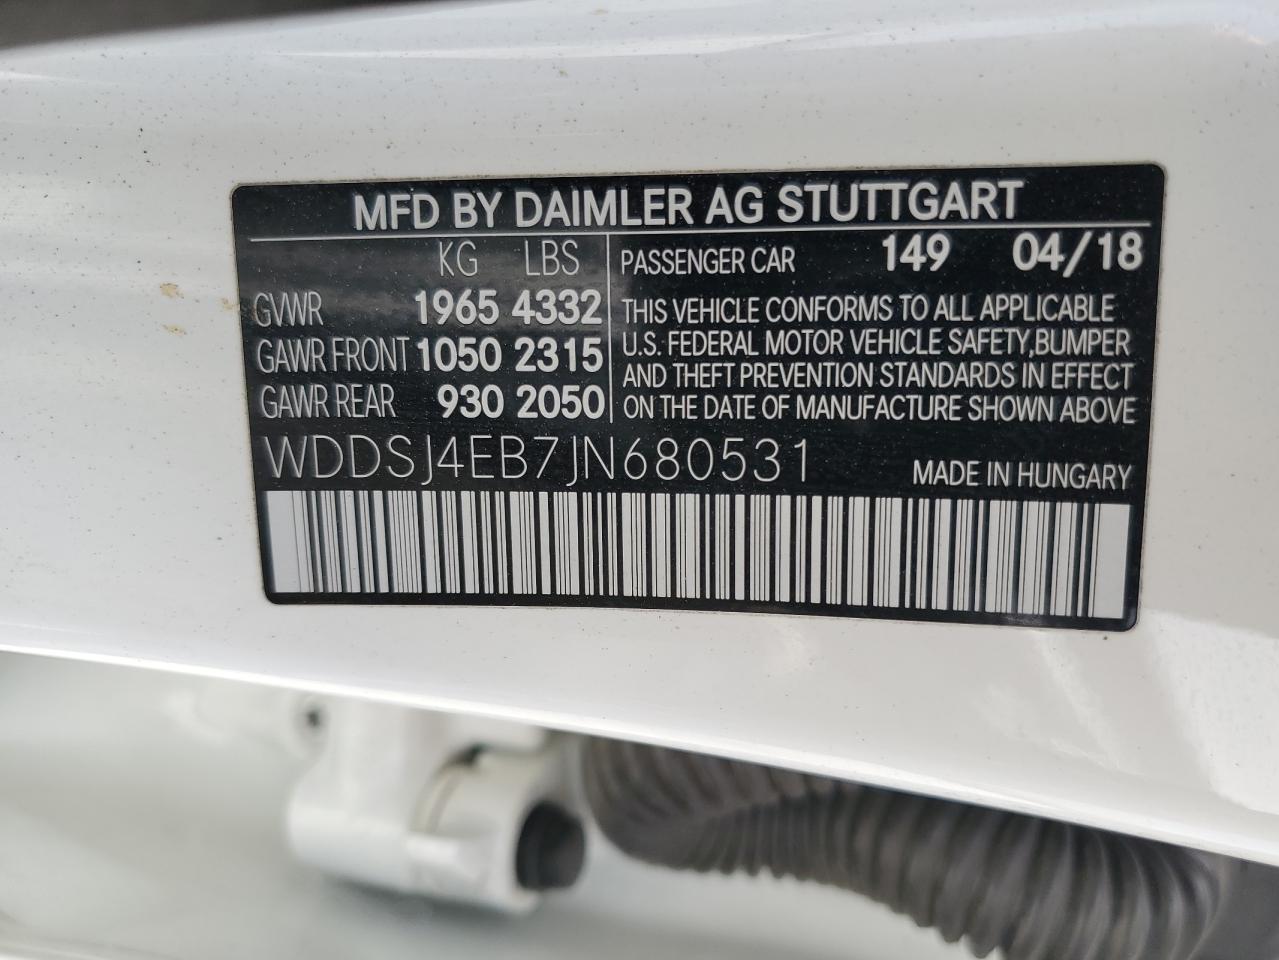 MFD BY DAIMLER AG STUTTGART
KG LBS
GVWR 1965 4332
GAWR FRONT 1050 2315
GAWR REAR 930 2050
PASSENGER CAR 149 04/18
THIS VEHICLE CONFORMS TO ALL APPLICABLE
U.S. FEDERAL MOTOR VEHICLE SAFETY,BUMPER
AND THEFT PREVENTION STANDARDS IN EFFECT
ON THE DATE OF MANUFACTURE SHOWN ABOVE
WDDSJ4EB7JN680531 MADE IN HUNGARY